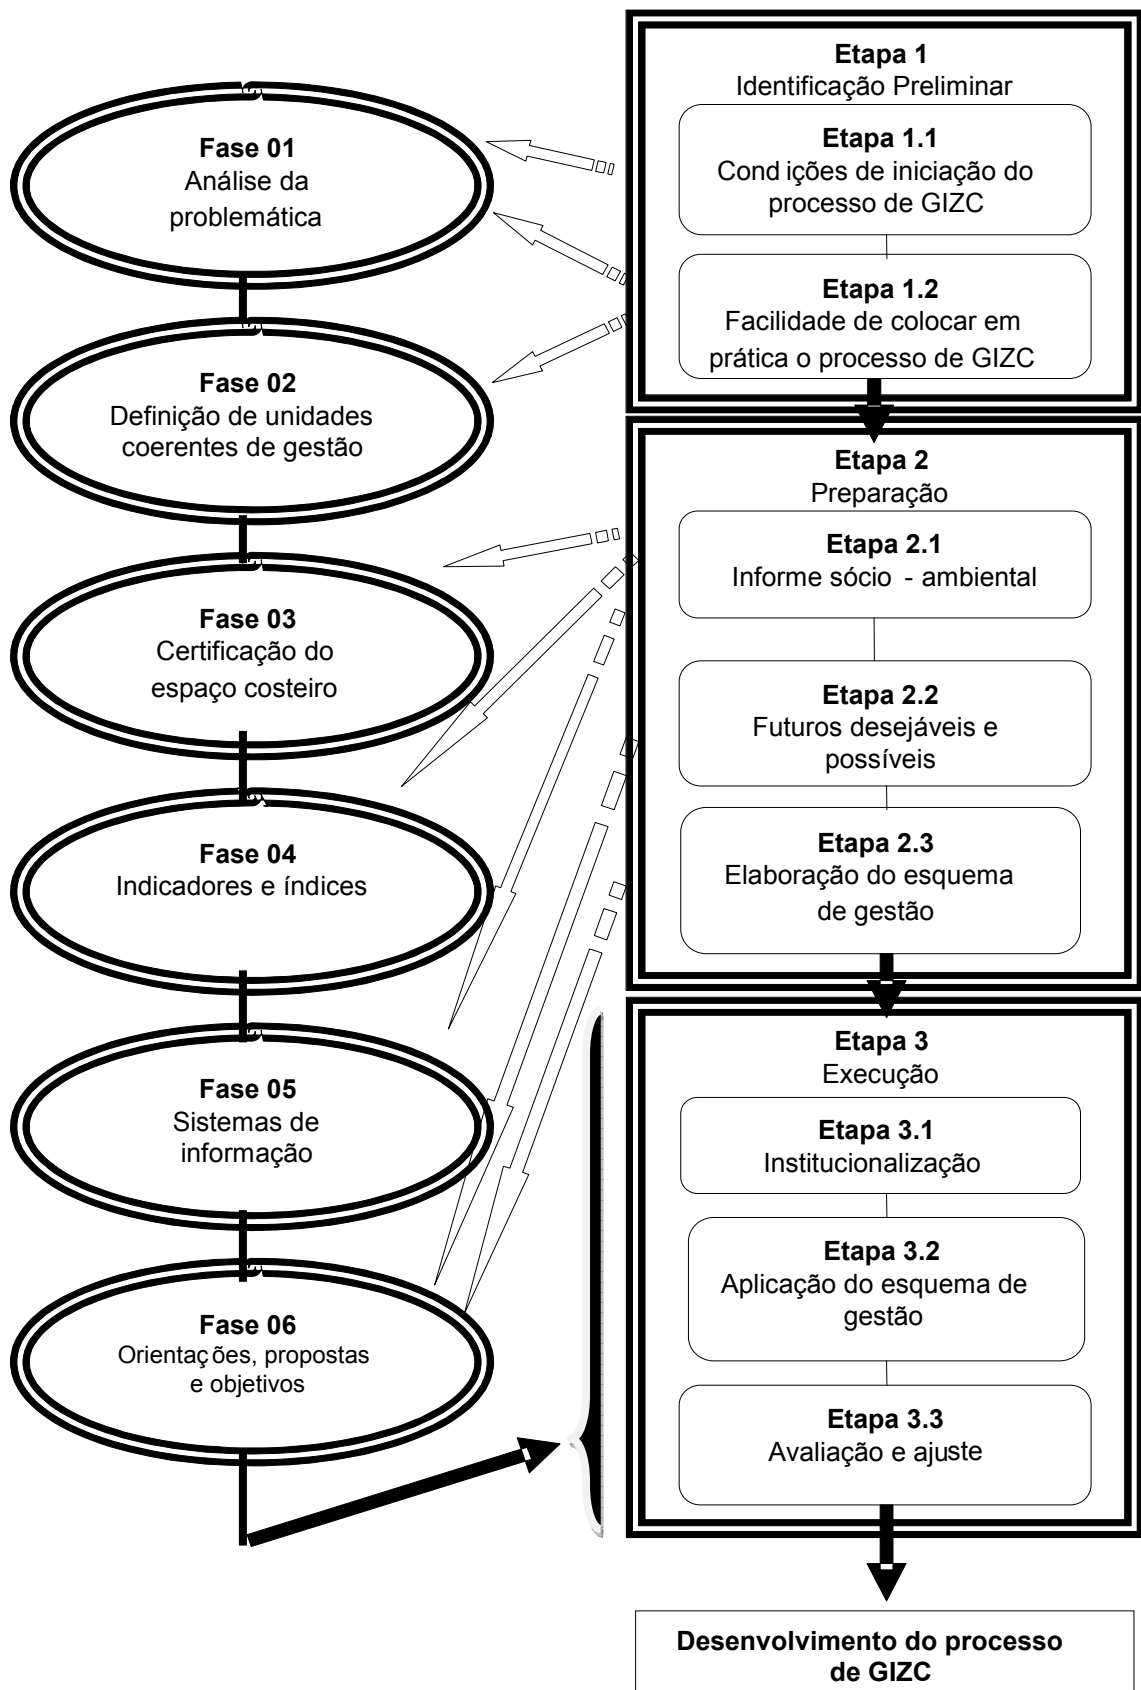 Fase 01
Análise da
problemática
Fase 02
Definição de unidades
coerentes de gestão
Fase 03
Certificação do
espaço costeiro
Fase 04
Indicadores e índices
Fase 05
Sistemas de
informação
Fase 06
Orientações, propostas
e objetivos
Etapa 1
Identificação Preliminar
Etapa 1.1
Condições de iniciação do
processo de GIZC
Etapa 1.2
Facilidade de colocar em
prática o processo de GIZC
Etapa 2
Preparação
Etapa 2.1
Informe sócio - ambiental
Etapa 2.2
Futuros desejáveis e
possíveis
Etapa 2.3
Elaboração do esquema
de gestão
Etapa 3
Execução
Etapa 3.1
Institucionalização
Etapa 3.2
Aplicação do esquema de
gestão
Etapa 3.3
Avaliação e ajuste
Desenvolvimento do processo
de GIZC